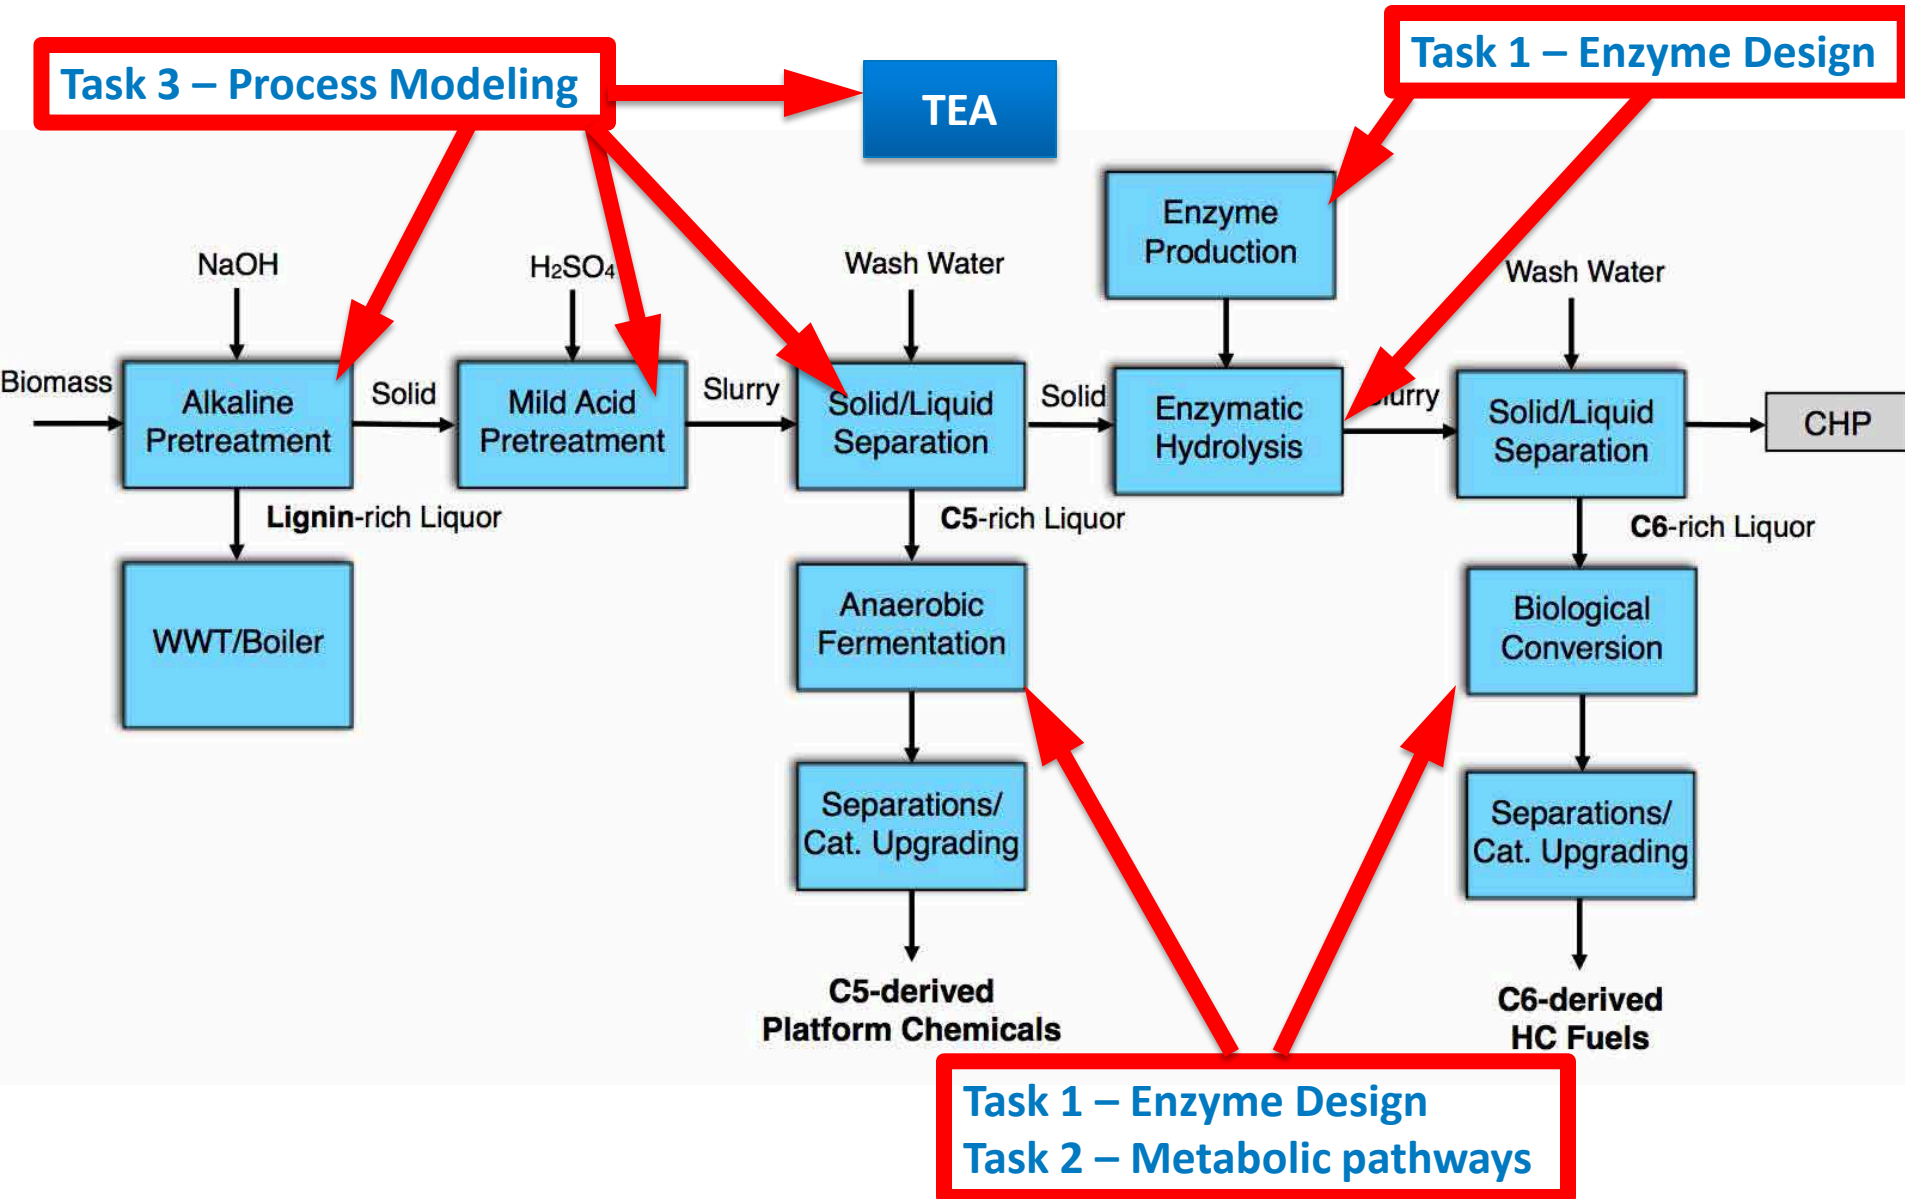 Task 3 – Process Modeling
TEA
Task 1 – Enzyme Design
Enzyme
Production
NaOH
H₂SO₄
Wash Water
Wash Water
Biomass
Alkaline
Pretreatment
Solid
Mild Acid
Pretreatment
Slurry
Solid/Liquid
Separation
Solid
Enzymatic
Hydrolysis
Slurry
Solid/Liquid
Separation
CHP
Lignin-rich Liquor
C5-rich Liquor
C6-rich Liquor
WWT/Boiler
Anaerobic
Fermentation
Biological
Conversion
Separations/
Cat. Upgrading
Separations/
Cat. Upgrading
C5-derived
Platform Chemicals
C6-derived
HC Fuels
Task 1 – Enzyme Design
Task 2 – Metabolic pathways